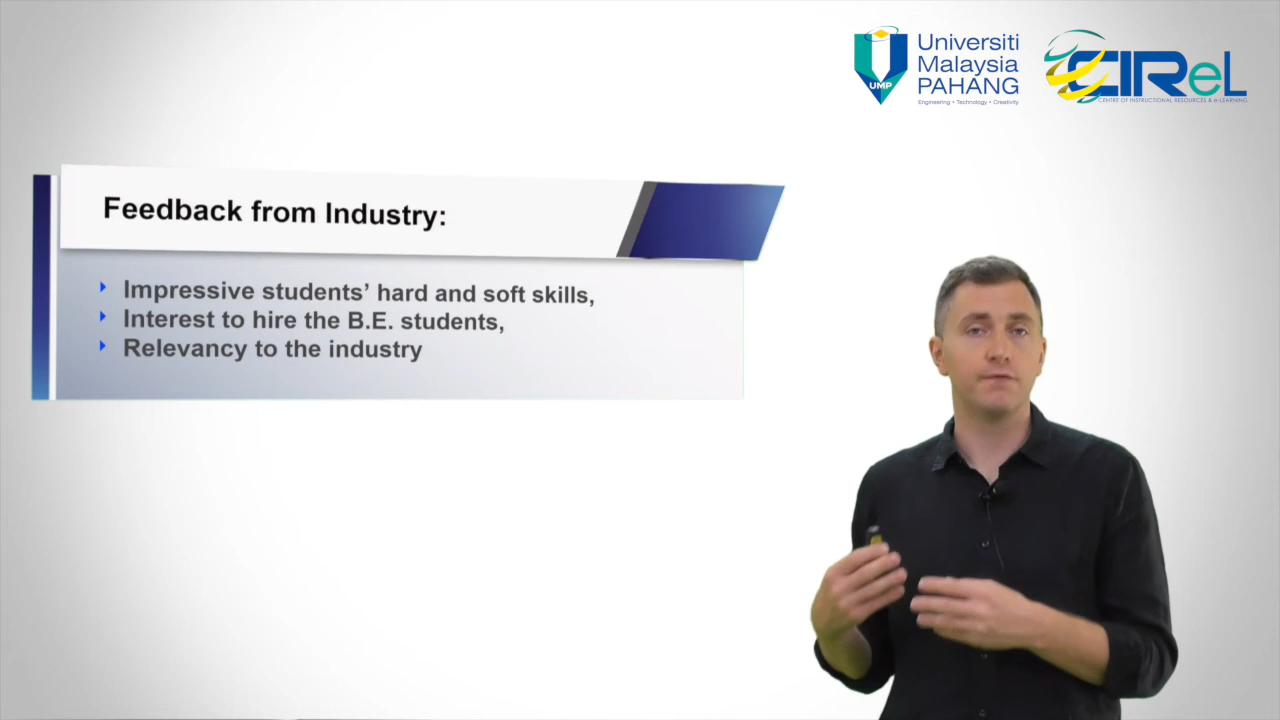 Universiti
Malaysia
PAHANG
UMP
Engineering • Technology • Creativity
CIReL
CENTRE OF INSTRUCTIONAL RESOURCES & e-LEARNING
Feedback from Industry:
Impressive students’ hard and soft skills,
Interest to hire the B.E. students,
Relevancy to the industry